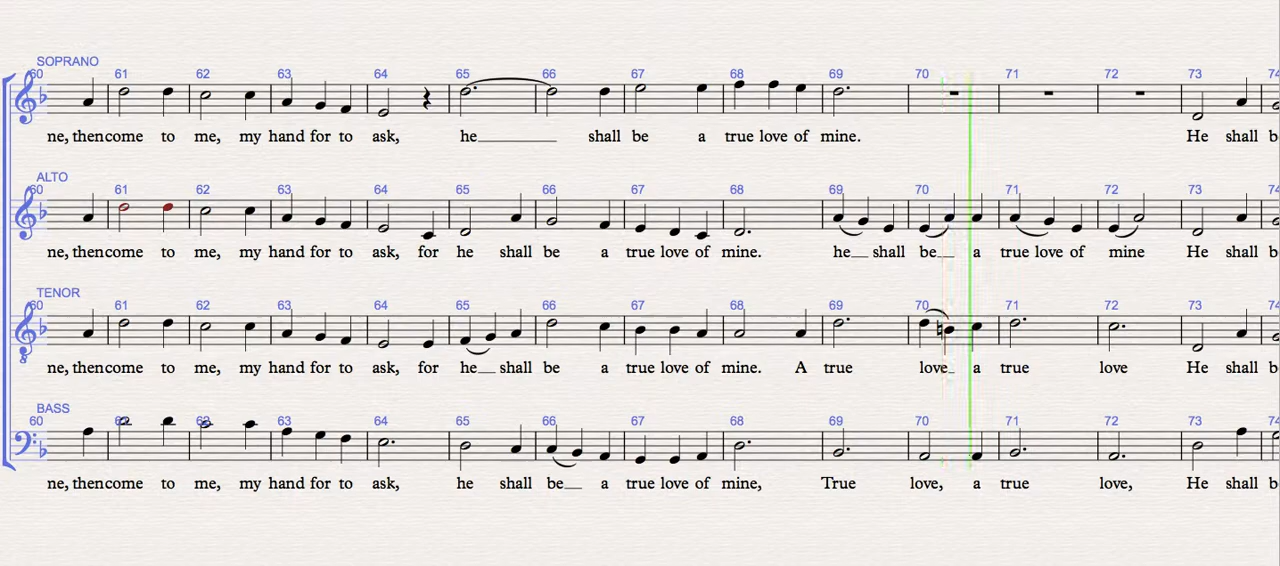 SOPRANO
60 61 62 63 64 65 66 67 68 69 70 71 72 73 74
ne, then come to me, my hand for to ask, he shall be a true love of mine. He shall b
ALTO
60 61 62 63 64 65 66 67 68 69 70 71 72 73 74
ne, then come to me, my hand for to ask, for he shall be a true love of mine. he shall be a true love of mine He shall b
TENOR
60 61 62 63 64 65 66 67 68 69 70 71 72 73 74
8
ne, then come to me, my hand for to ask, for he shall be a true love of mine. A true love a true love He shall b
BASS
60 62 62 63 64 65 66 67 68 69 70 71 72 73 74
ne, then come to me, my hand for to ask, he shall be a true love of mine, True love, a true love, He shall b